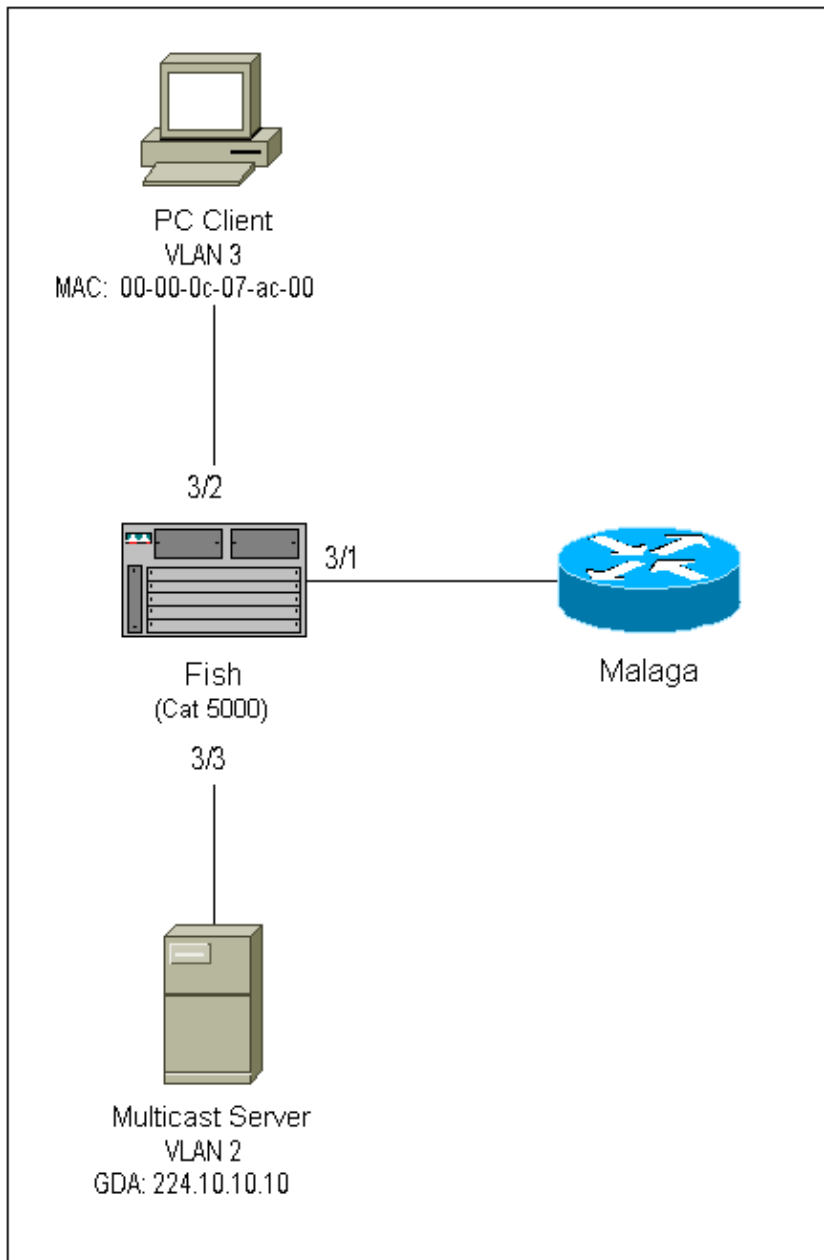 PC Client
VLAN 3
MAC: 00-00-0c-07-ac-00
3/2
3/1
Fish
(Cat 5000)
Malaga
3/3
Multicast Server
VLAN 2
GDA: 224.10.10.10